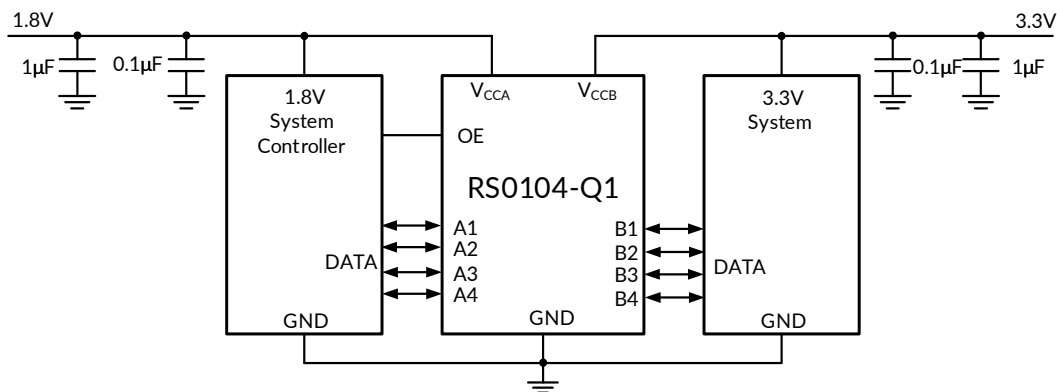 1.8V
3.3V
1µF
0.1µF
0.1µF
1µF
1.8V
System
Controller
DATA
GND
VCCA
VCCB
OE
RS0104-Q1
A1
A2
A3
A4
B1
B2
B3
B4
GND
3.3V
System
DATA
GND